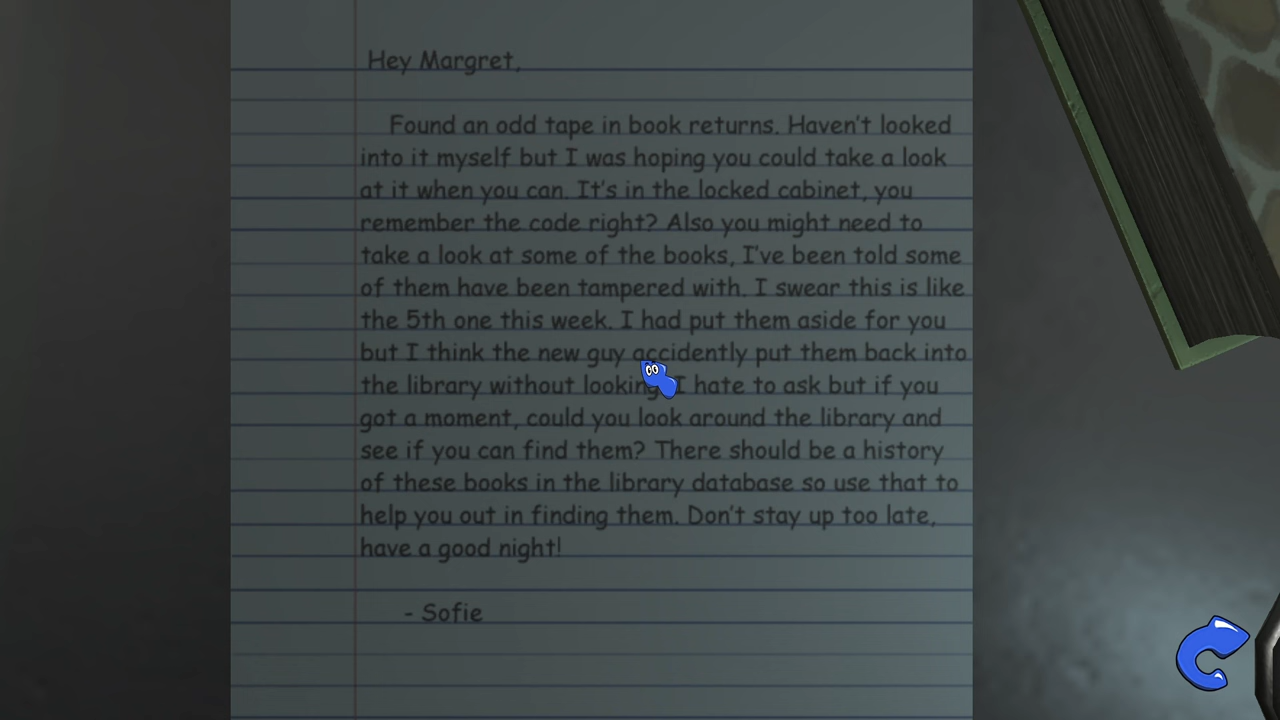 Hey Margret,
Found an odd tape in book returns. Haven't looked
into it myself but I was hoping you could take a look
at it when you can. It's in the locked cabinet, you
remember the code right? Also you might need to
take a look at some of the books, I've been told some
of them have been tampered with. I swear this is like
the 5th one this week. I had put them aside for you
but I think the new guy accidently put them back into
the library without looking. I hate to ask but if you
got a moment, could you look around the library and
see if you can find them? There should be a history
of these books in the library database so use that to
help you out in finding them. Don't stay up too late,
have a good night!
- Sofie